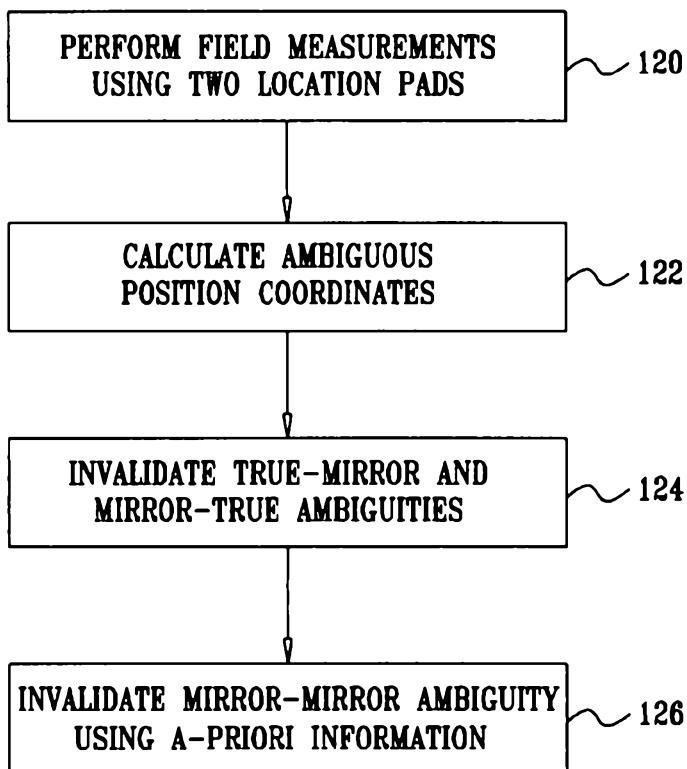 PERFORM FIELD MEASUREMENTS
USING TWO LOCATION PADS
120
CALCULATE AMBIGUOUS
POSITION COORDINATES
122
INVALIDATE TRUE-MIRROR AND
MIRROR-TRUE AMBIGUITIES
124
INVALIDATE MIRROR-MIRROR AMBIGUITY
USING A-PRIORI INFORMATION
126